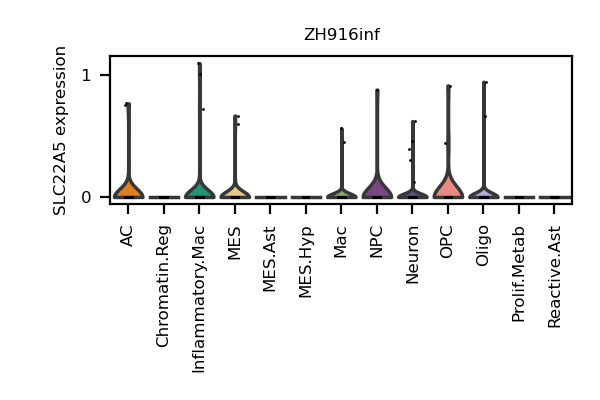 ZH916inf
SLC22A5 expression
1
0
AC
Chromatin.Reg
Inflammatory.Mac
MES
MES.Ast
MES.Hyp
Mac
NPC
Neuron
OPC
Oligo
Prolif.Metab
Reactive.Ast